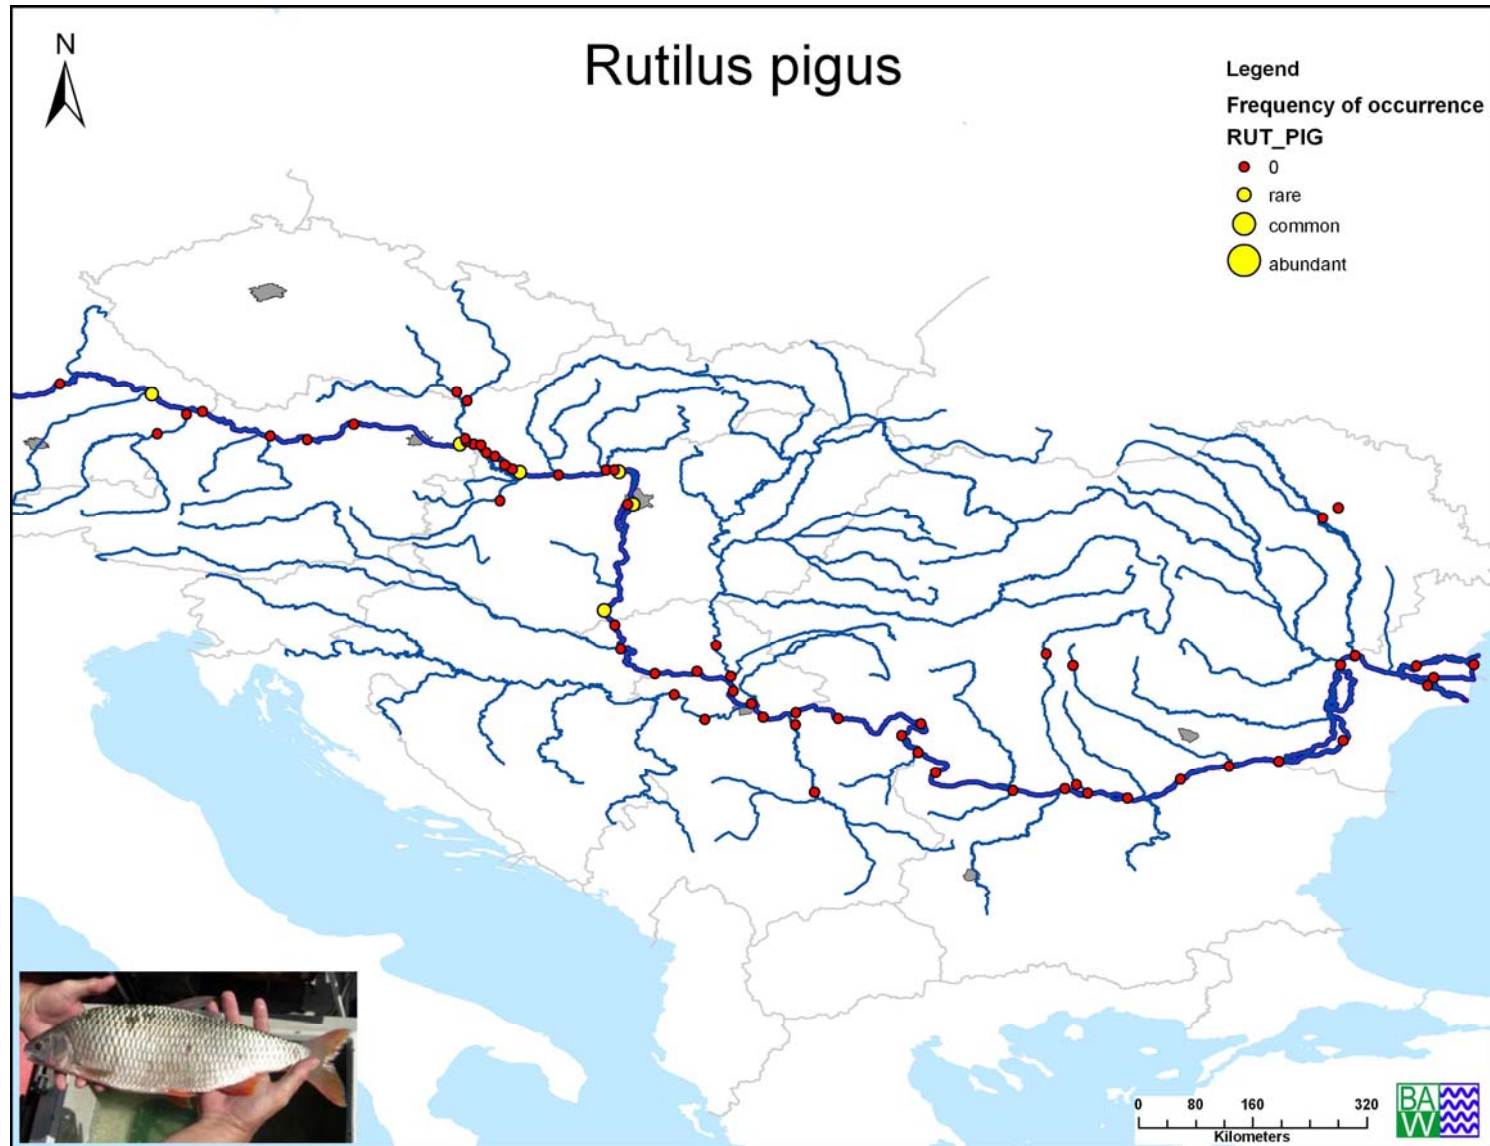 N
Rutilus pigus
Legend
Frequency of occurrence
RUT_PIG
0
rare
common
abundant
0 80 160 320
Kilometers
BA
W